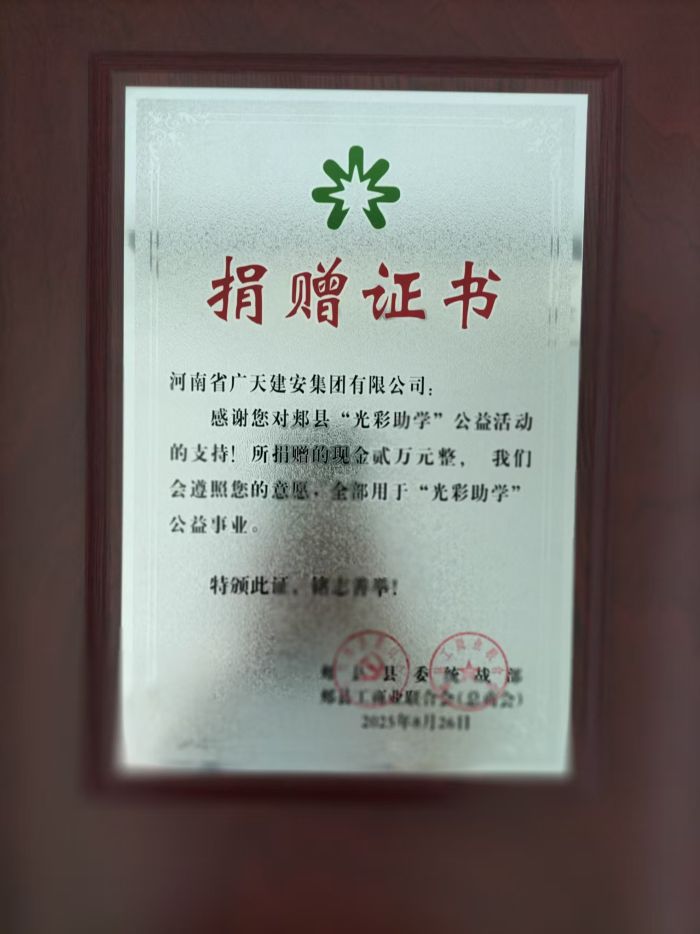 捐赠证书
河南省广天建安集团有限公司：
感谢您对郏县“光彩助学”公益活动
的支持！所捐赠的现金贰万元整， 我们
会遵照您的意愿，全部用于“光彩助学”
公益事业。
特颁此证，铭志善举！
郏县县委统战部
郏县工商业联合会（总商会）
2025年8月26日